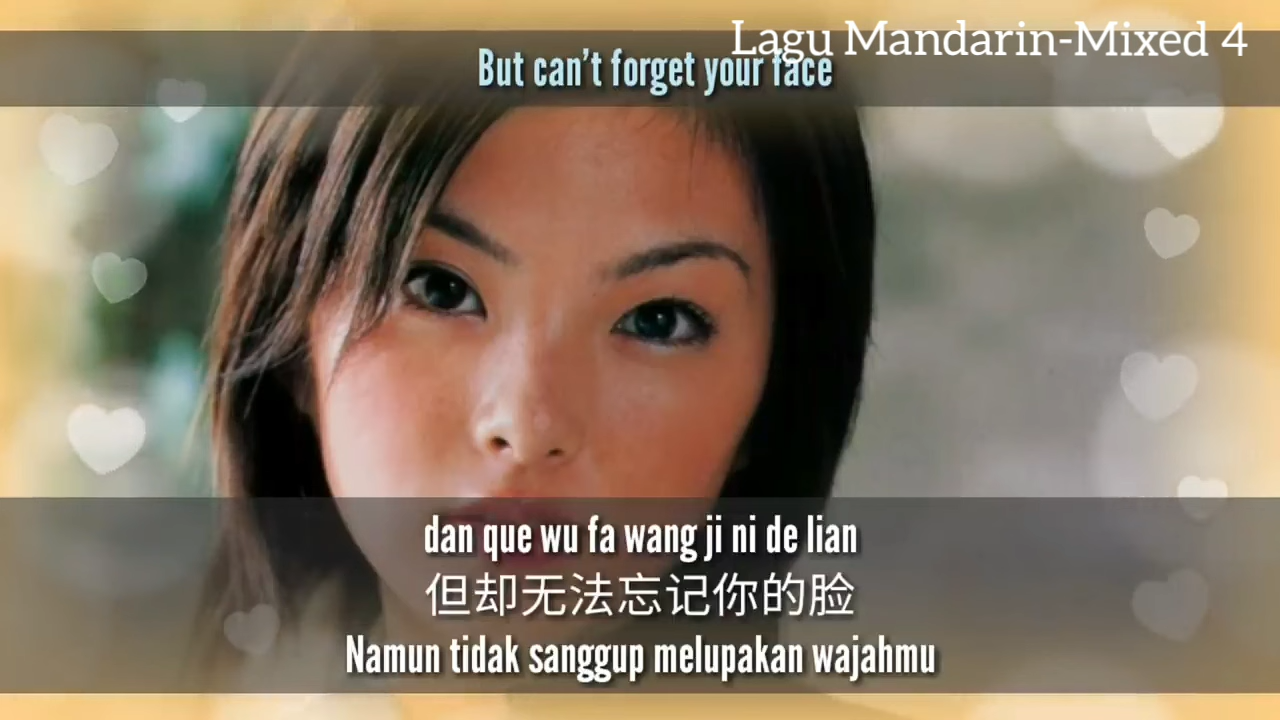 Lagu Mandarin-Mixed 4
But can't forget your face
dan que wu fa wang ji ni de lian
但却无法忘记你的脸
Namun tidak sanggup melupakan wajahmu